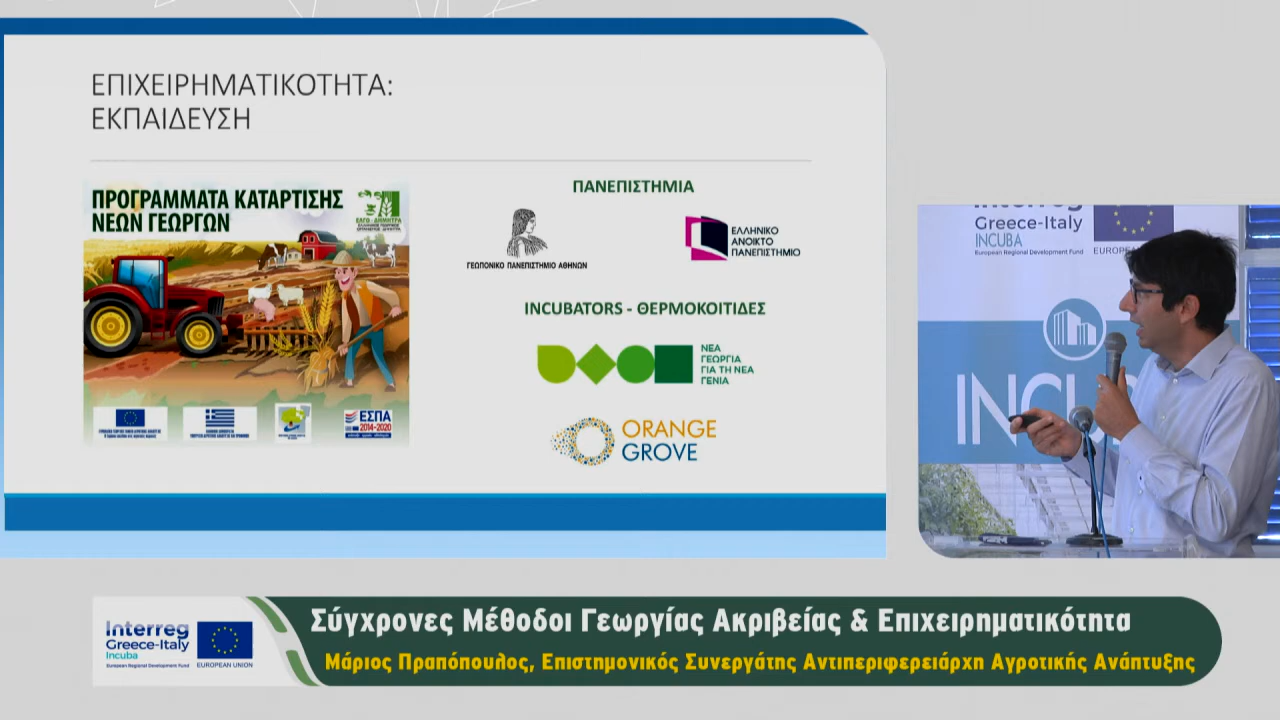 ΕΠΙΧΕΙΡΗΜΑΤΙΚΟΤΗΤΑ:
ΕΚΠΑΙΔΕΥΣΗ
ΠΡΟΓΡΑΜΜΑΤΑ ΚΑΤΑΡΤΙΣΗΣ
ΝΕΩΝ ΓΕΩΡΓΩΝ
ΕΛΓΟ - ΔΗΜΗΤΡΑ
ΕΣΠΑ
2014-2020
ΠΑΝΕΠΙΣΤΗΜΙΑ
ΓΕΩΠΟΝΙΚΟ ΠΑΝΕΠΙΣΤΗΜΙΟ ΑΘΗΝΩΝ
ΕΛΛΗΝΙΚΟ
ΑΝΟΙΚΤΟ
ΠΑΝΕΠΙΣΤΗΜΙΟ
INCUBATORS - ΘΕΡΜΟΚΟΙΤΙΔΕΣ
ΝΕΑ
ΓΕΩΡΓΙΑ
ΓΙΑ ΤΗ ΝΕΑ
ΓΕΝΙΑ
ORANGE
GROVE
Interreg
Greece-Italy
INCUBA
European Regional Development Fund
EUROPEAN
INCU
Interreg
Greece-Italy
Incuba
European Regional Development Fund
EUROPEAN UNION
Σύγχρονες Μέθοδοι Γεωργίας Ακριβείας & Επιχειρηματικότητα
Μάριος Πραπόπουλος, Επιστημονικός Συνεργάτης Αντιπεριφερειάρχη Αγροτικής Ανάπτυξης